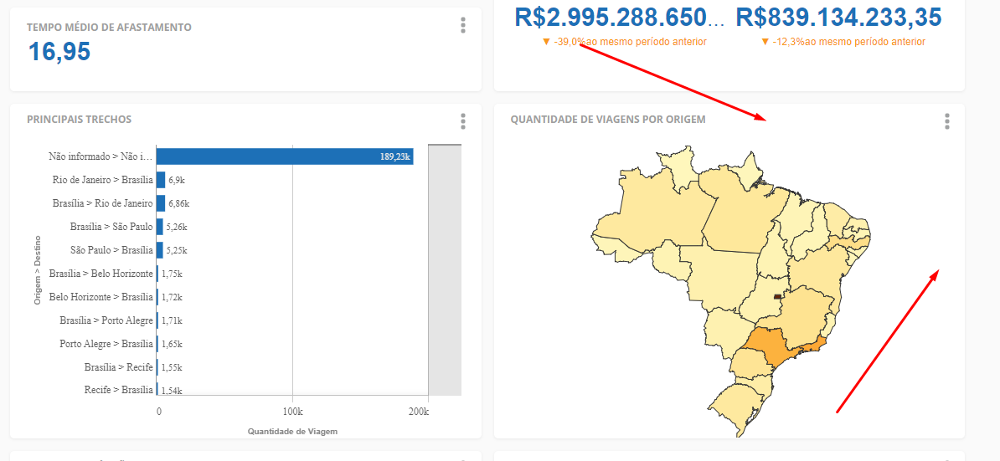 TEMPO MÉDIO DE AFASTAMENTO
16,95
R$2.995.288.650...
▼ -39,0%ao mesmo período anterior
R$839.134.233,35
▼ -12,3%ao mesmo período anterior
PRINCIPAIS TRECHOS
Origem > Destino
Não informado > Não i... 189,23k
Rio de Janeiro > Brasília 6,9k
Brasília > Rio de Janeiro 6,86k
Brasília > São Paulo 5,26k
São Paulo > Brasília 5,25k
Brasília > Belo Horizonte 1,75k
Belo Horizonte > Brasília 1,72k
Brasília > Porto Alegre 1,71k
Porto Alegre > Brasília 1,65k
Brasília > Recife 1,55k
Recife > Brasília 1,54k
0 100k 200k
Quantidade de Viagem
QUANTIDADE DE VIAGENS POR ORIGEM